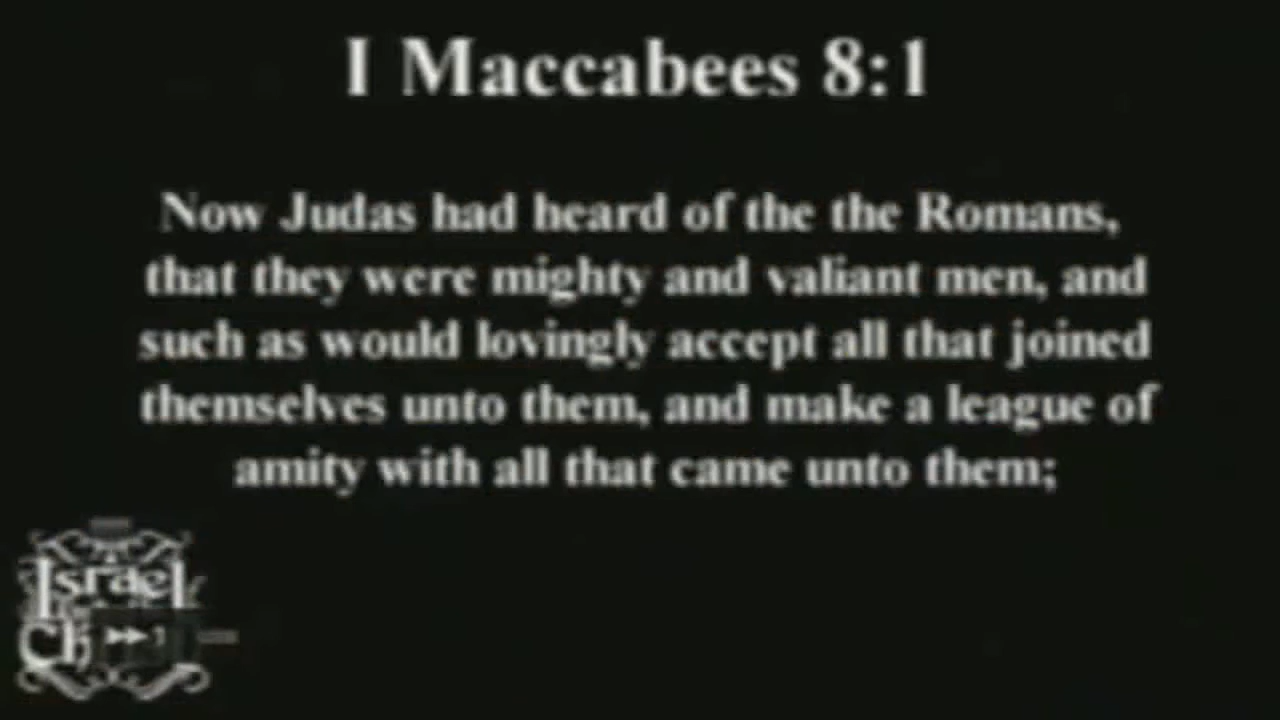 I Maccabees 8:1
Now Judas had heard of the the Romans,
that they were mighty and valiant men, and
such as would lovingly accept all that joined
themselves unto them, and make a league of
amity with all that came unto them;
Israel